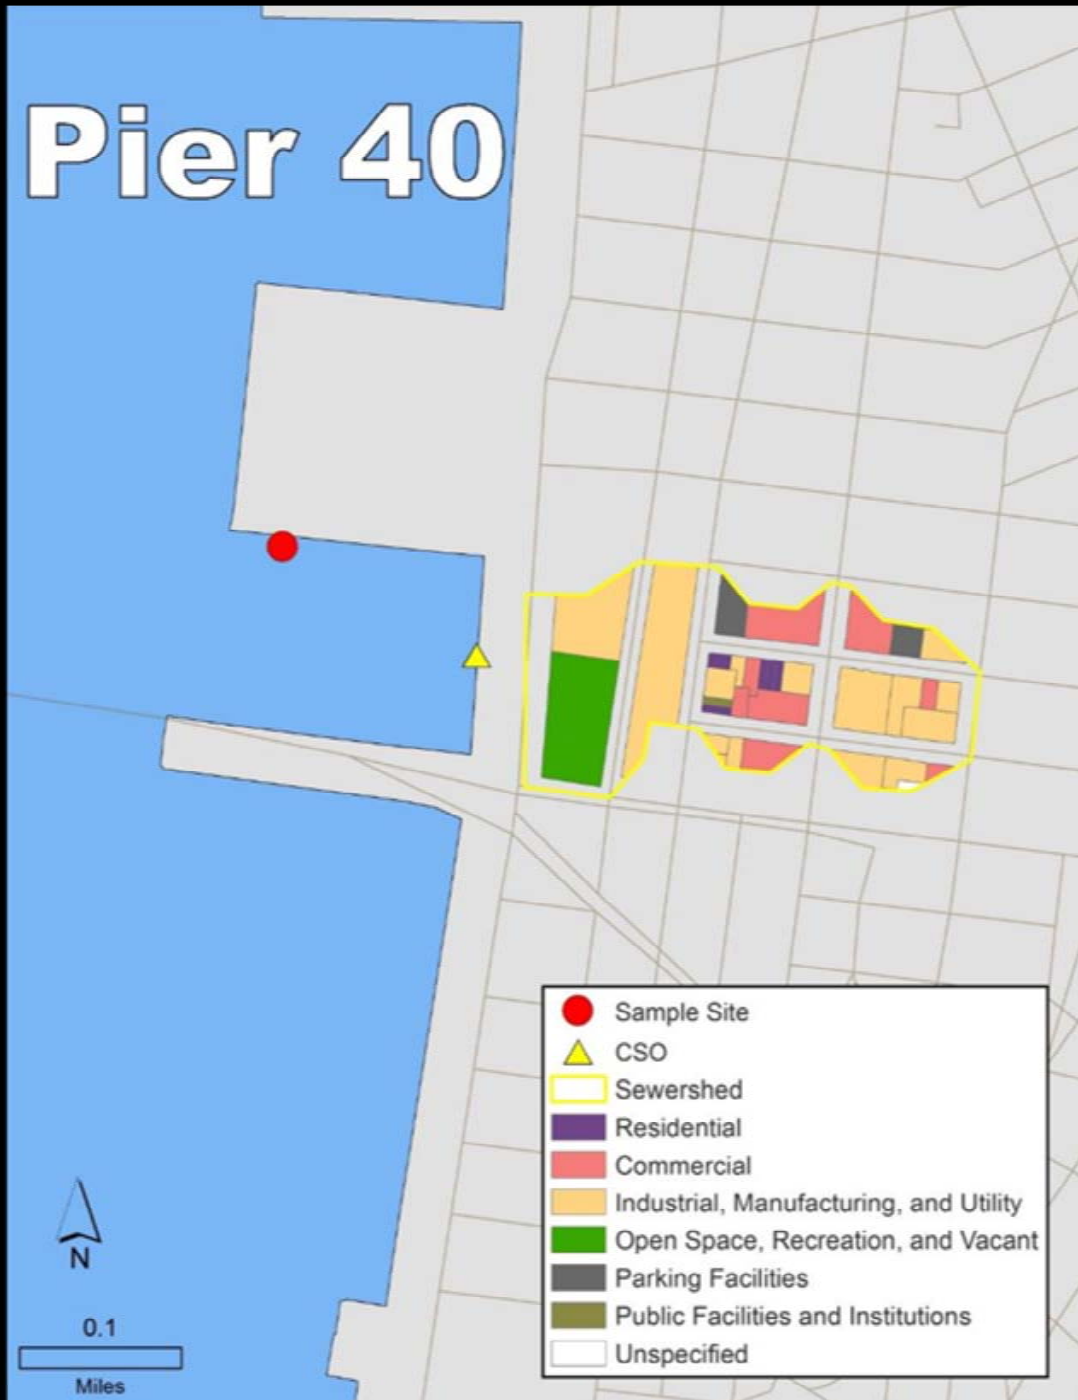 Pier 40
Sample Site
CSO
Sewershed
Residential
Commercial
Industrial, Manufacturing, and Utility
Open Space, Recreation, and Vacant
Parking Facilities
Public Facilities and Institutions
Unspecified
N
0.1
Miles